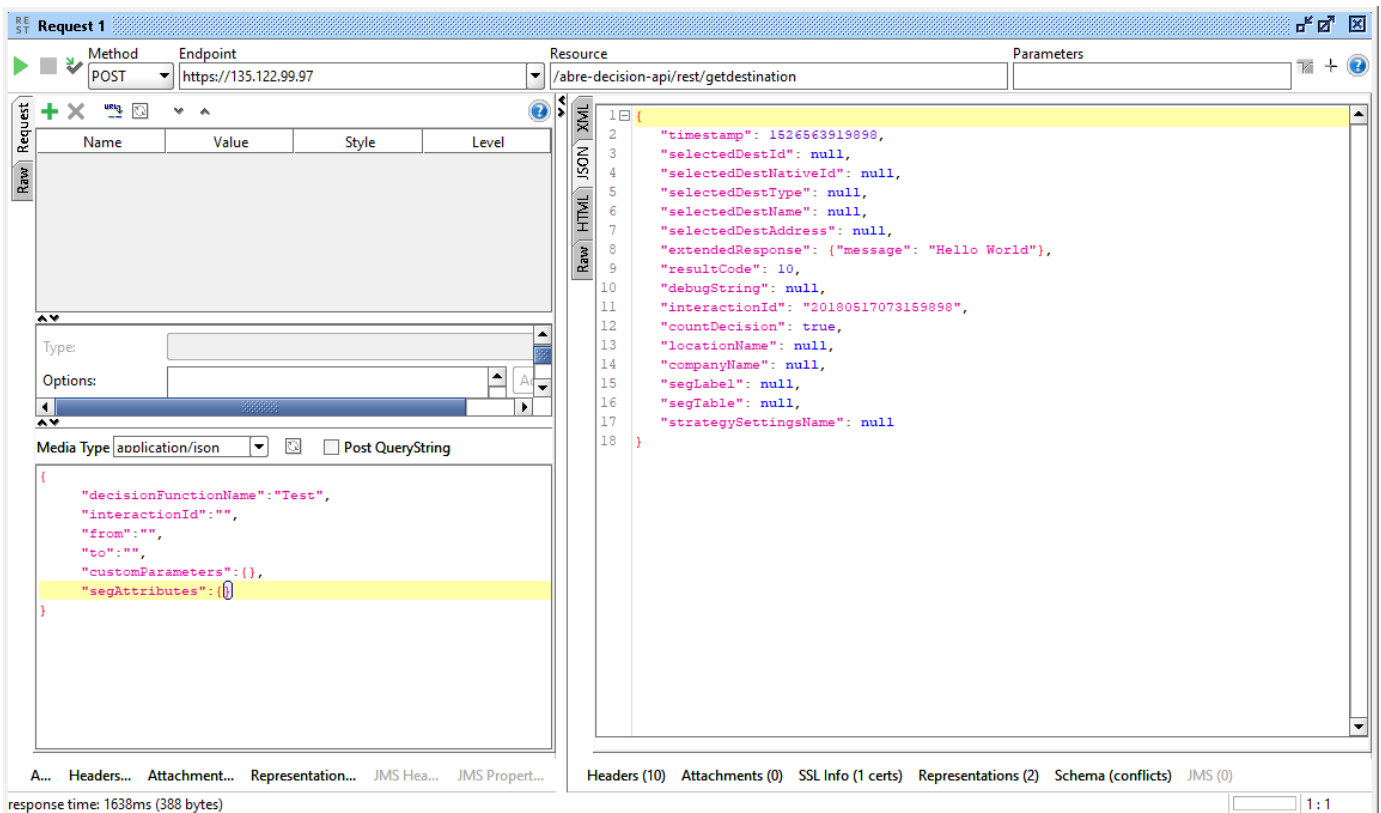 RE
ST
Request 1
Method
Endpoint
Resource
Parameters
POST
https://135.122.99.97
/abre-decision-api/rest/getdestination
Request
Raw
Name Value Style Level
Type:
Options:
Media Type application/json Post QueryString
{
"decisionFunctionName":"Test",
"interactionId":"",
"from":"",
"to":"",
"customParameters":{},
"segAttributes":{}
}
A... Headers... Attachment... Representation... JMS Hea... JMS Propert...
XML
JSON
HTML
Raw
1 {
2 "timestamp": 1526563919898,
3 "selectedDestId": null,
4 "selectedDestNativeId": null,
5 "selectedDestType": null,
6 "selectedDestName": null,
7 "selectedDestAddress": null,
8 "extendedResponse": {"message": "Hello World"},
9 "resultCode": 10,
10 "debugString": null,
11 "interactionId": "20180517073159898",
12 "countDecision": true,
13 "locationName": null,
14 "companyName": null,
15 "segLabel": null,
16 "segTable": null,
17 "strategySettingsName": null
18 }
Headers (10) Attachments (0) SSL Info (1 certs) Representations (2) Schema (conflicts) JMS (0)
response time: 1638ms (388 bytes)
1 : 1